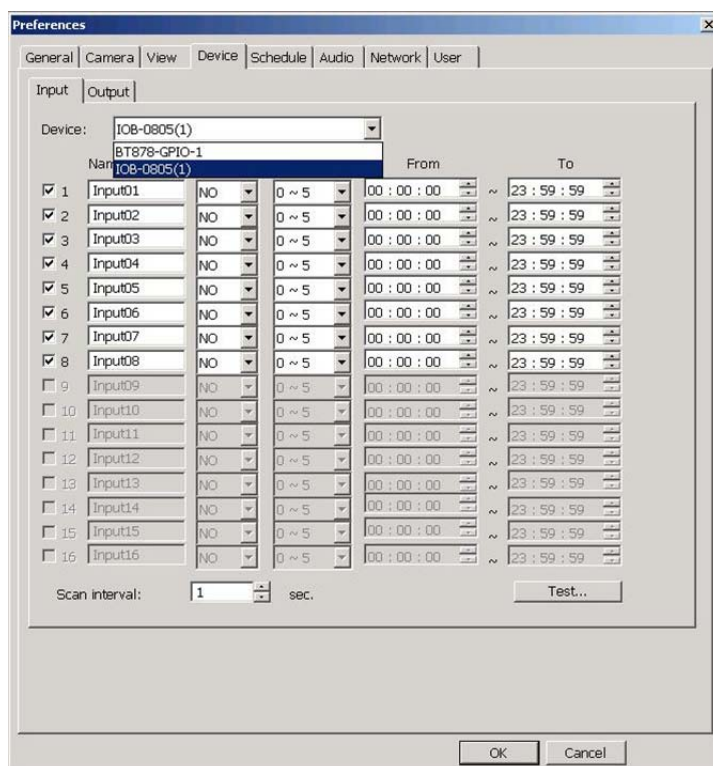 Preferences
General Camera View Device Schedule Audio Network User
Input Output
Device: IOB-0805(1)
BT878-GPIO-1
Nam IOB-0805(1) From To
1 Input01 NO 0 ~ 5 00 : 00 : 00 ~ 23 : 59 : 59
2 Input02 NO 0 ~ 5 00 : 00 : 00 ~ 23 : 59 : 59
3 Input03 NO 0 ~ 5 00 : 00 : 00 ~ 23 : 59 : 59
4 Input04 NO 0 ~ 5 00 : 00 : 00 ~ 23 : 59 : 59
5 Input05 NO 0 ~ 5 00 : 00 : 00 ~ 23 : 59 : 59
6 Input06 NO 0 ~ 5 00 : 00 : 00 ~ 23 : 59 : 59
7 Input07 NO 0 ~ 5 00 : 00 : 00 ~ 23 : 59 : 59
8 Input08 NO 0 ~ 5 00 : 00 : 00 ~ 23 : 59 : 59
9 Input09 NO 0 ~ 5 00 : 00 : 00 ~ 23 : 59 : 59
10 Input10 NO 0 ~ 5 00 : 00 : 00 ~ 23 : 59 : 59
11 Input11 NO 0 ~ 5 00 : 00 : 00 ~ 23 : 59 : 59
12 Input12 NO 0 ~ 5 00 : 00 : 00 ~ 23 : 59 : 59
13 Input13 NO 0 ~ 5 00 : 00 : 00 ~ 23 : 59 : 59
14 Input14 NO 0 ~ 5 00 : 00 : 00 ~ 23 : 59 : 59
15 Input15 NO 0 ~ 5 00 : 00 : 00 ~ 23 : 59 : 59
16 Input16 NO 0 ~ 5 00 : 00 : 00 ~ 23 : 59 : 59
Scan interval: 1 sec. Test...
OK Cancel